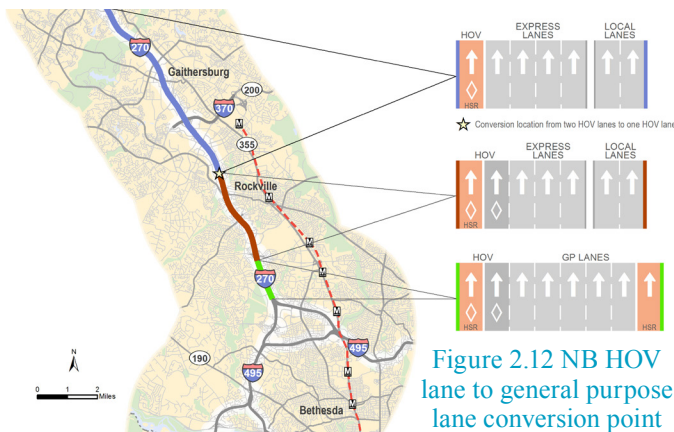 270
Gaithersburg
370
200
M
355
Rockville
M
M
M
270
M
190
495
495
M
Bethesda
M
N
0 1 2
Miles
HOV
EXPRESS
LANES
LOCAL
LANES
HSR
Conversion location from two HOV lanes to one HOV lane
HOV
EXPRESS
LANES
LOCAL
LANES
HSR
HOV
GP LANES
HSR
HSR
Figure 2.12 NB HOV
lane to general purpose
lane conversion point